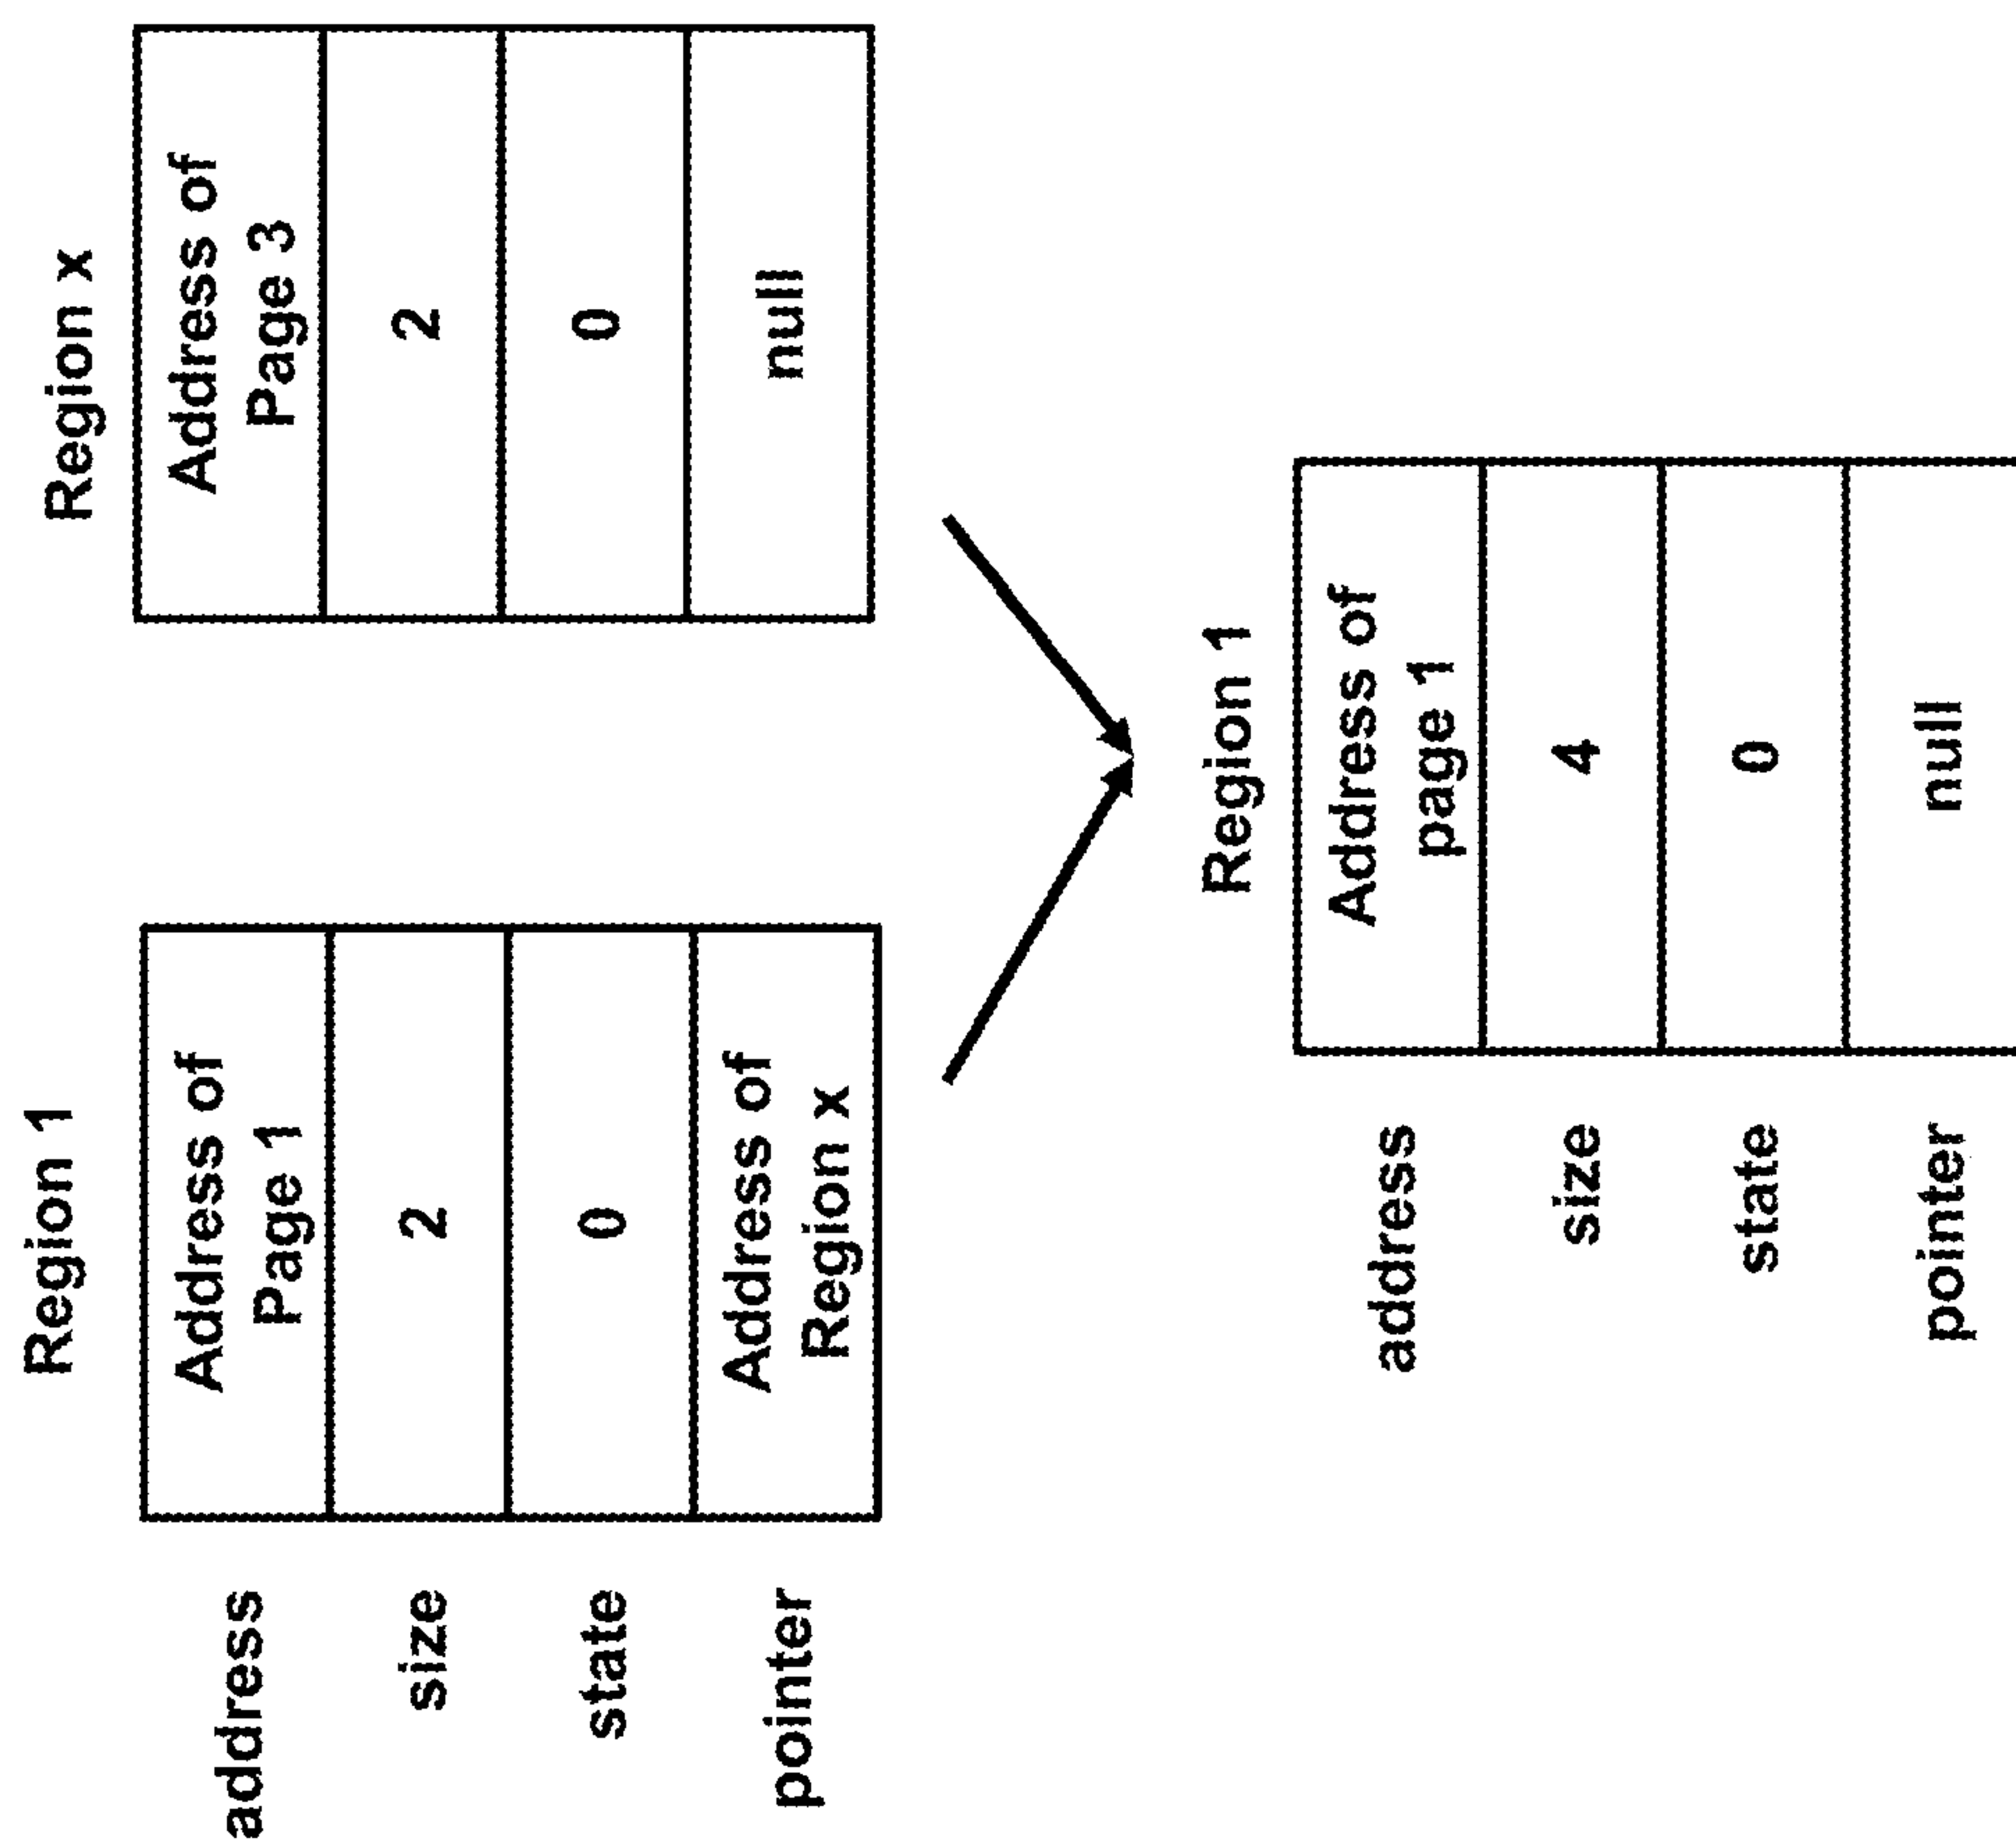 Region 1
Region x
address
Address of
Page 1
Address of
Page 3
size
2
2
state
0
0
pointer
Address of
Region x
null
Region 1
address
Address of
page 1
size
4
state
0
pointer
null